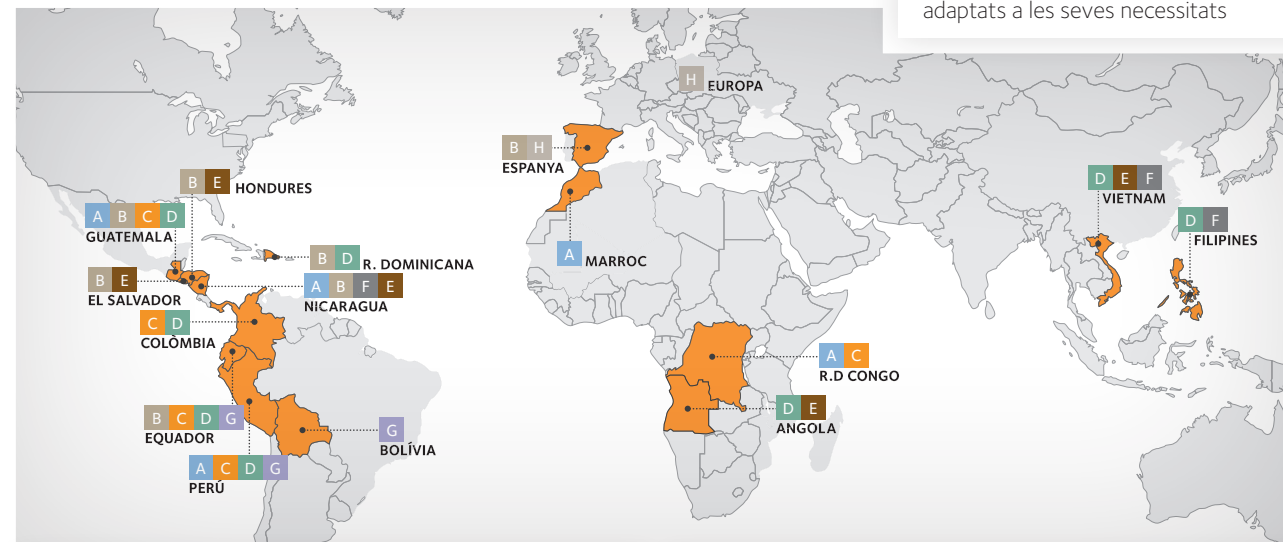 adaptats a les seves necessitats
H EUROPA
B H
ESPANYA
B E HONDURES
A B C D
GUATEMALA
B D R. DOMINICANA
B E
EL SALVADOR
A B F E
NICARAGUA
C D
COLÒMBIA
A MARROC
D E F
VIETNAM
D F
FILIPINES
A C
R.D CONGO
D E
ANGOLA
B C D G
EQUADOR
G
BOLÍVIA
A C D G
PERÚ